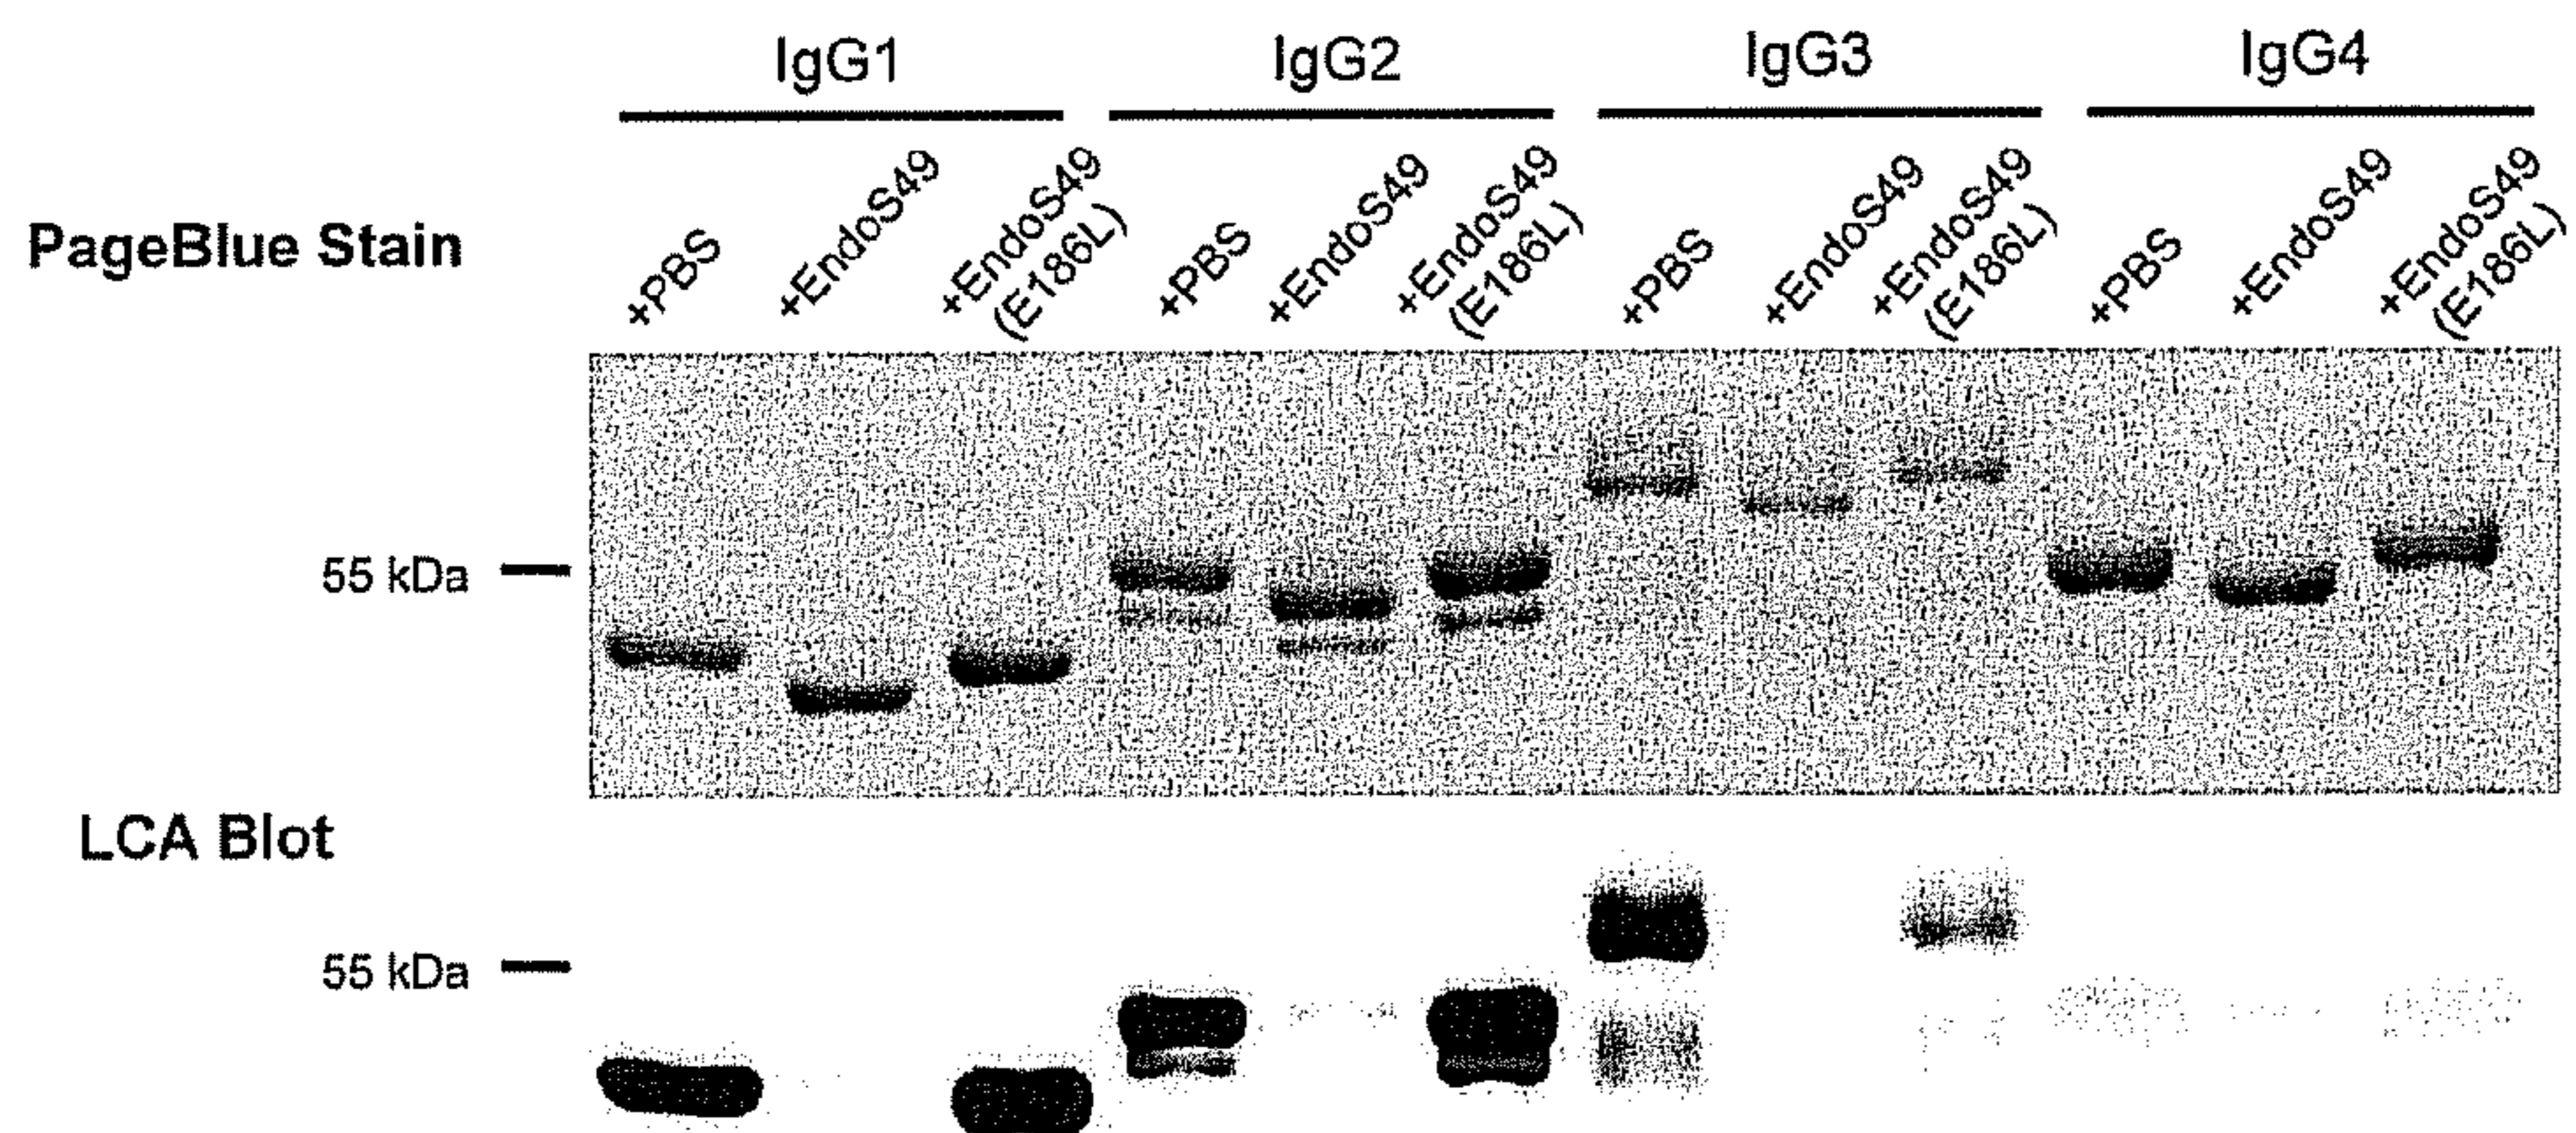 IgG1 IgG2 IgG3 IgG4
PageBlue Stain
+PBS
+EndoS49
+EndoS49
(E186L)
+PBS
+EndoS49
+EndoS49
(E186L)
+PBS
+EndoS49
+EndoS49
(E186L)
+PBS
+EndoS49
+EndoS49
(E186L)
55 kDa
LCA Blot
55 kDa